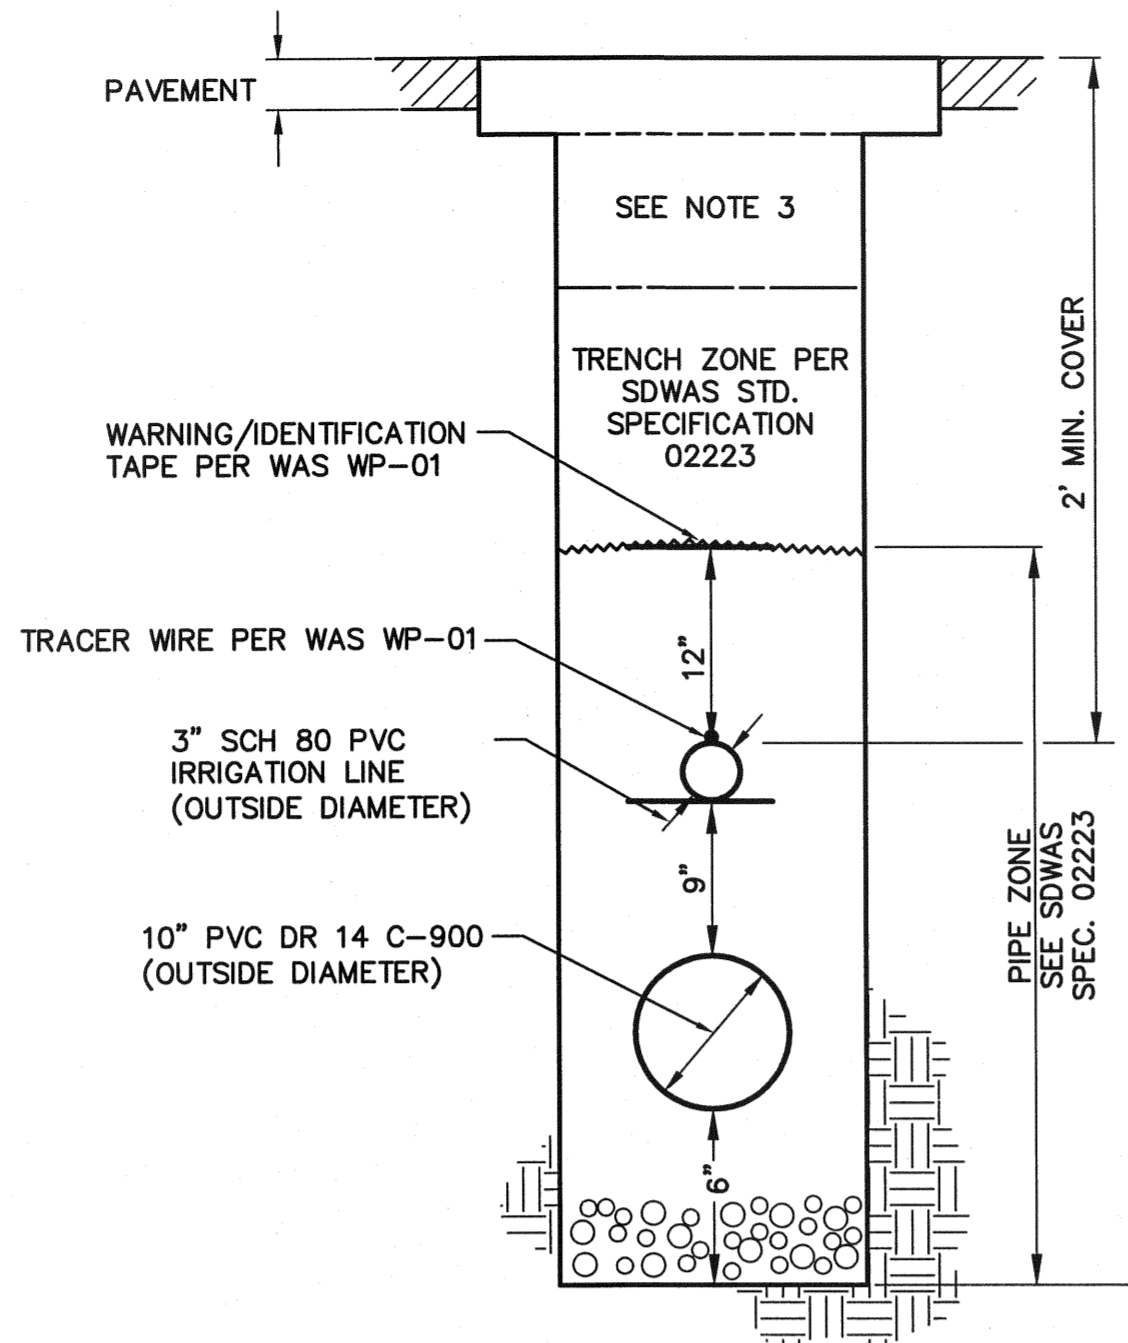 PAVEMENT
SEE NOTE 3
TRENCH ZONE PER
SDWAS STD.
SPECIFICATION
02223
2' MIN. COVER
WARNING/IDENTIFICATION
TAPE PER WAS WP-01
12"
TRACER WIRE PER WAS WP-01
3" SCH 80 PVC
IRRIGATION LINE
(OUTSIDE DIAMETER)
9"
10" PVC DR 14 C-900
(OUTSIDE DIAMETER)
PIPE ZONE
SEE SDWAS
SPEC. 02223
6"